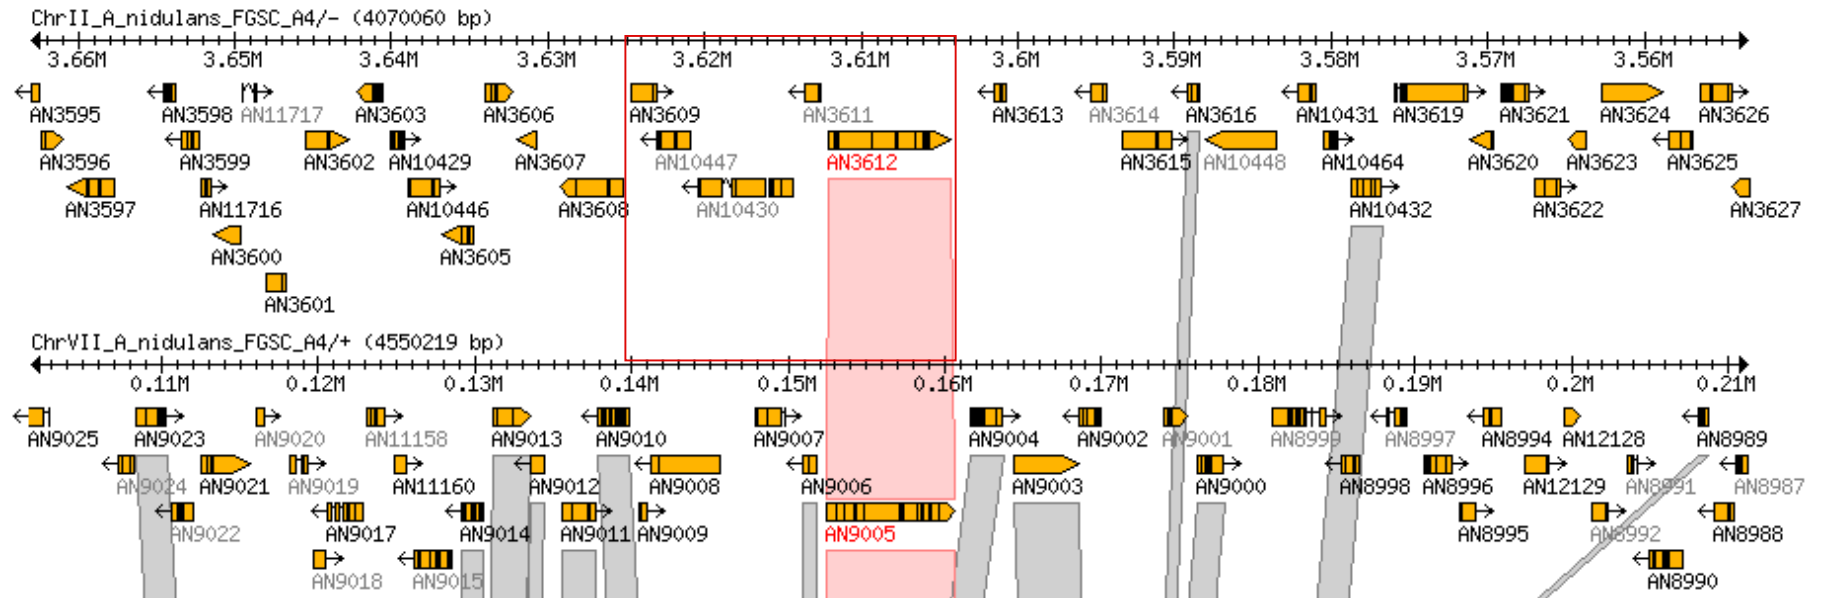 ChrII_A_nidulans_FGSC_A4/- (4070060 bp)
3.66M 3.65M 3.64M 3.63M 3.62M 3.61M 3.6M 3.59M 3.58M 3.57M 3.56M
AN3595 AN3598 AN11717 AN3603 AN3606 AN3609 AN3611 AN3613 AN3614 AN3616 AN10431 AN3619 AN3621 AN3624 AN3626
AN3596 AN3599 AN3602 AN10429 AN3607 AN10447 AN3612 AN3615 AN10448 AN10464 AN3620 AN3623 AN3625
AN3597 AN11716 AN10446 AN3608 AN10430 AN10432 AN3622 AN3627
AN3600 AN3605
AN3601
ChrVII_A_nidulans_FGSC_A4/+ (4550219 bp)
0.11M 0.12M 0.13M 0.14M 0.15M 0.16M 0.17M 0.18M 0.19M 0.2M 0.21M
AN9025 AN9023 AN9020 AN11158 AN9013 AN9010 AN9007 AN9004 AN9002 AN9001 AN8999 AN8997 AN8994 AN12128 AN8989
AN9024 AN9021 AN9019 AN11160 AN9012 AN9008 AN9006 AN9003 AN9000 AN8998 AN8996 AN12129 AN8991 AN8987
AN9022 AN9017 AN9014 AN9011 AN9009 AN9005 AN8995 AN8992 AN8988
AN9018 AN9015 AN8990